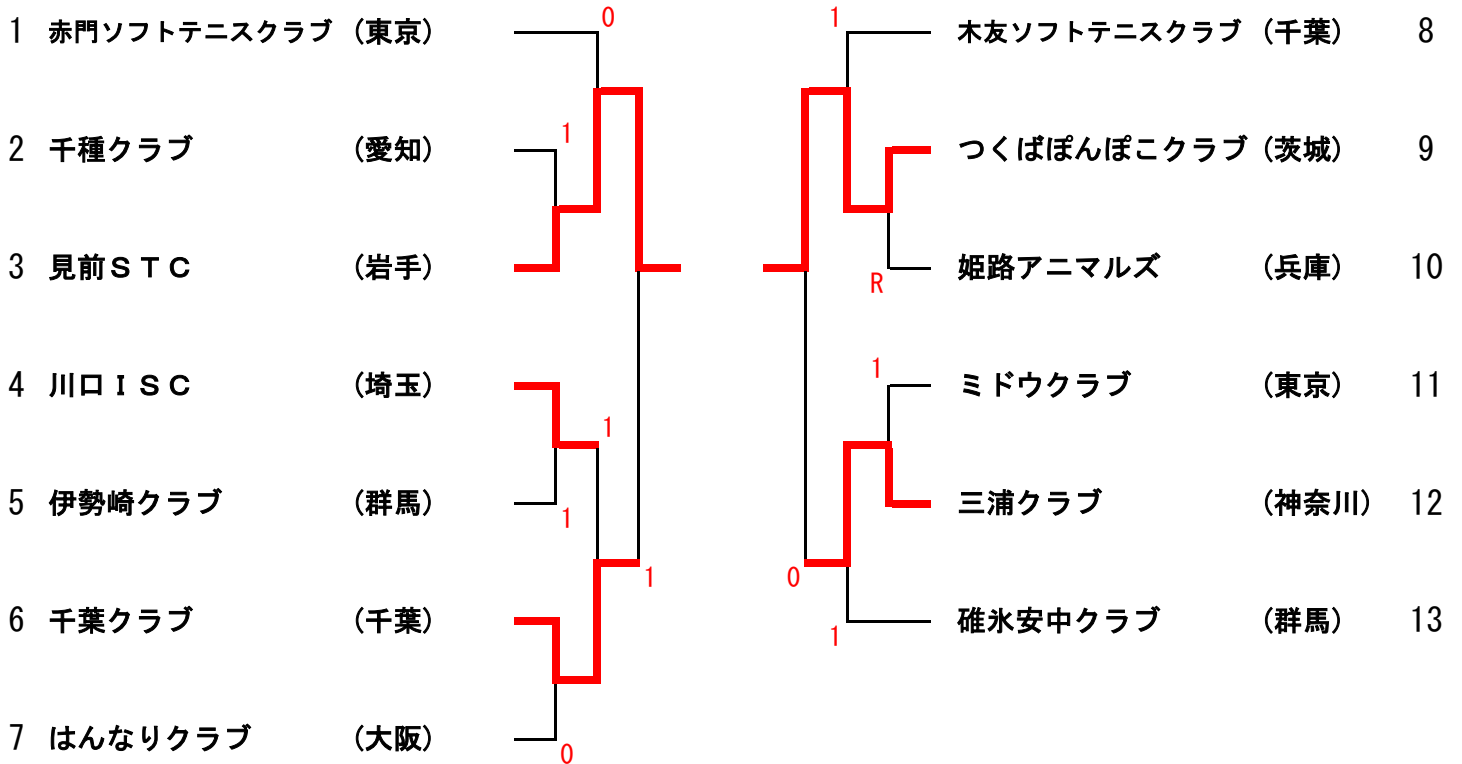 0 1
1 赤門ソフトテニスクラブ (東京) 木友ソフトテニスクラブ (千葉) 8
1
2 千種クラブ (愛知) つくばぽんぽこクラブ (茨城) 9
3 見前STC (岩手) 姫路アニマルズ (兵庫) 10
R
1
4 川口ISC (埼玉) ミドウクラブ (東京) 11
1
5 伊勢崎クラブ (群馬) 三浦クラブ (神奈川) 12
1
1 0
6 千葉クラブ (千葉) 碓氷安中クラブ (群馬) 13
1
7 はんなりクラブ (大阪)
0